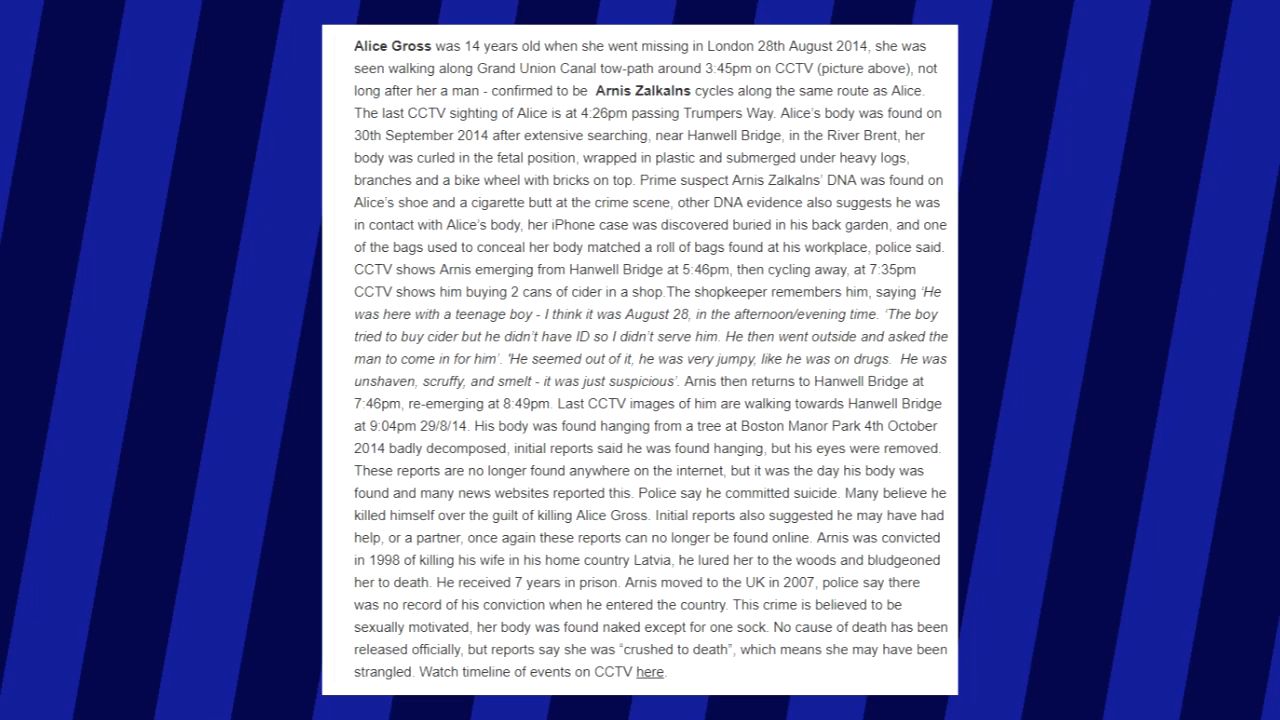 Alice Gross was 14 years old when she went missing in London 28th August 2014, she was
seen walking along Grand Union Canal tow-path around 3:45pm on CCTV (picture above), not
long after her a man - confirmed to be  Arnis Zalkalns cycles along the same route as Alice.
The last CCTV sighting of Alice is at 4:26pm passing Trumpers Way. Alice’s body was found on
30th September 2014 after extensive searching, near Hanwell Bridge, in the River Brent, her
body was curled in the fetal position, wrapped in plastic and submerged under heavy logs,
branches and a bike wheel with bricks on top. Prime suspect Arnis Zalkalns’ DNA was found on
Alice’s shoe and a cigarette butt at the crime scene, other DNA evidence also suggests he was
in contact with Alice’s body, her iPhone case was discovered buried in his back garden, and one
of the bags used to conceal her body matched a roll of bags found at his workplace, police said.
CCTV shows Arnis emerging from Hanwell Bridge at 5:46pm, then cycling away, at 7:35pm
CCTV shows him buying 2 cans of cider in a shop.The shopkeeper remembers him, saying ‘He
was here with a teenage boy - I think it was August 28, in the afternoon/evening time. ‘The boy
tried to buy cider but he didn’t have ID so I didn’t serve him. He then went outside and asked the
man to come in for him’. ‘He seemed out of it, he was very jumpy, like he was on drugs.  He was
unshaven, scruffy, and smelt - it was just suspicious’. Arnis then returns to Hanwell Bridge at
7:46pm, re-emerging at 8:49pm. Last CCTV images of him are walking towards Hanwell Bridge
at 9:04pm 29/8/14. His body was found hanging from a tree at Boston Manor Park 4th October
2014 badly decomposed, initial reports said he was found hanging, but his eyes were removed.
These reports are no longer found anywhere on the internet, but it was the day his body was
found and many news websites reported this. Police say he committed suicide. Many believe he
killed himself over the guilt of killing Alice Gross. Initial reports also suggested he may have had
help, or a partner, once again these reports can no longer be found online. Arnis was convicted
in 1998 of killing his wife in his home country Latvia, he lured her to the woods and bludgeoned
her to death. He received 7 years in prison. Arnis moved to the UK in 2007, police say there
was no record of his conviction when he entered the country. This crime is believed to be
sexually motivated, her body was found naked except for one sock. No cause of death has been
released officially, but reports say she was “crushed to death”, which means she may have been
strangled. Watch timeline of events on CCTV here.